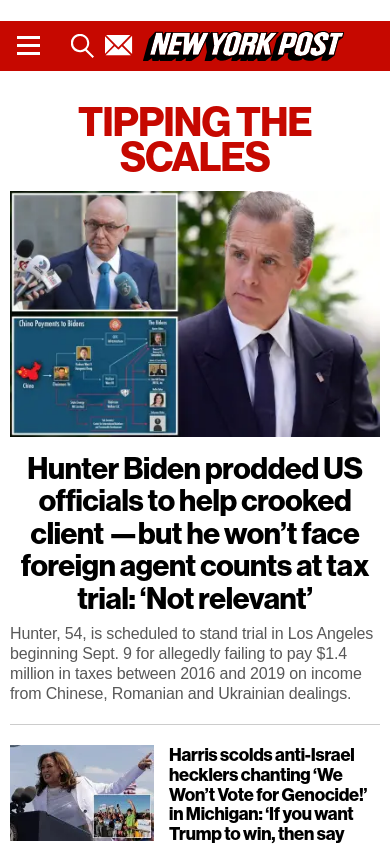 NEW YORK POST
TIPPING THE
SCALES
China Payments to Bidens
The Bidens
China
Hunter Biden prodded US
officials to help crooked
client —but he won’t face
foreign agent counts at tax
trial: ‘Not relevant’
Hunter, 54, is scheduled to stand trial in Los Angeles
beginning Sept. 9 for allegedly failing to pay $1.4
million in taxes between 2016 and 2019 on income
from Chinese, Romanian and Ukrainian dealings.
Harris scolds anti-Israel
hecklers chanting ‘We
Won’t Vote for Genocide!’
in Michigan: ‘If you want
Trump to win, then say